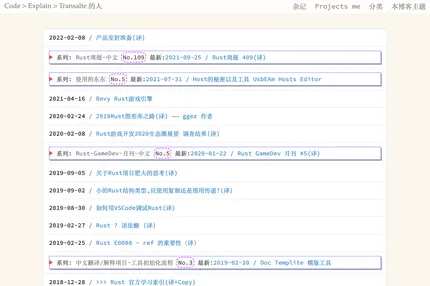 Code > Explain > Transalte 的人
杂记 Projects me 分类 本博客主题
2022-02-08 / 产品发射准备(译)
系列: Rust周报-中文 No.109 最新:2021-09-25 / Rust周报 409(译)
系列: 使用的东东 No.5 最新:2021-07-31 / Host的秘密以及工具 UsbEAm Hosts Editor
2021-04-16 / Bevy Rust游戏引擎
2020-02-24 / 2019Rust图形库之路(译) —— ggez 作者
2020-02-08 / Rust游戏开发2020生态圈展望 调查结果(译)
系列: Rust-GameDev-月刊-中文 No.5 最新:2020-01-22 / Rust GameDev 月刊 #5(译)
2019-09-05 / 关于Rust项目肥大的思考(译)
2019-09-02 / 小的Rust结构类型,应使用复制还是借用传递?(译)
2019-08-30 / 如何用VSCode调试Rust(译)
2019-02-27 / Rust ? 语法糖 (译)
2019-02-25 / Rust E0008 - ref 的重要性 (译)
系列: 中文翻译/解释项目-工具初始化流程 No.3 最新:2019-02-20 / Doc Templite 模版工具
2018-12-28 / >>> Rust 官方学习索引(译+Copy)